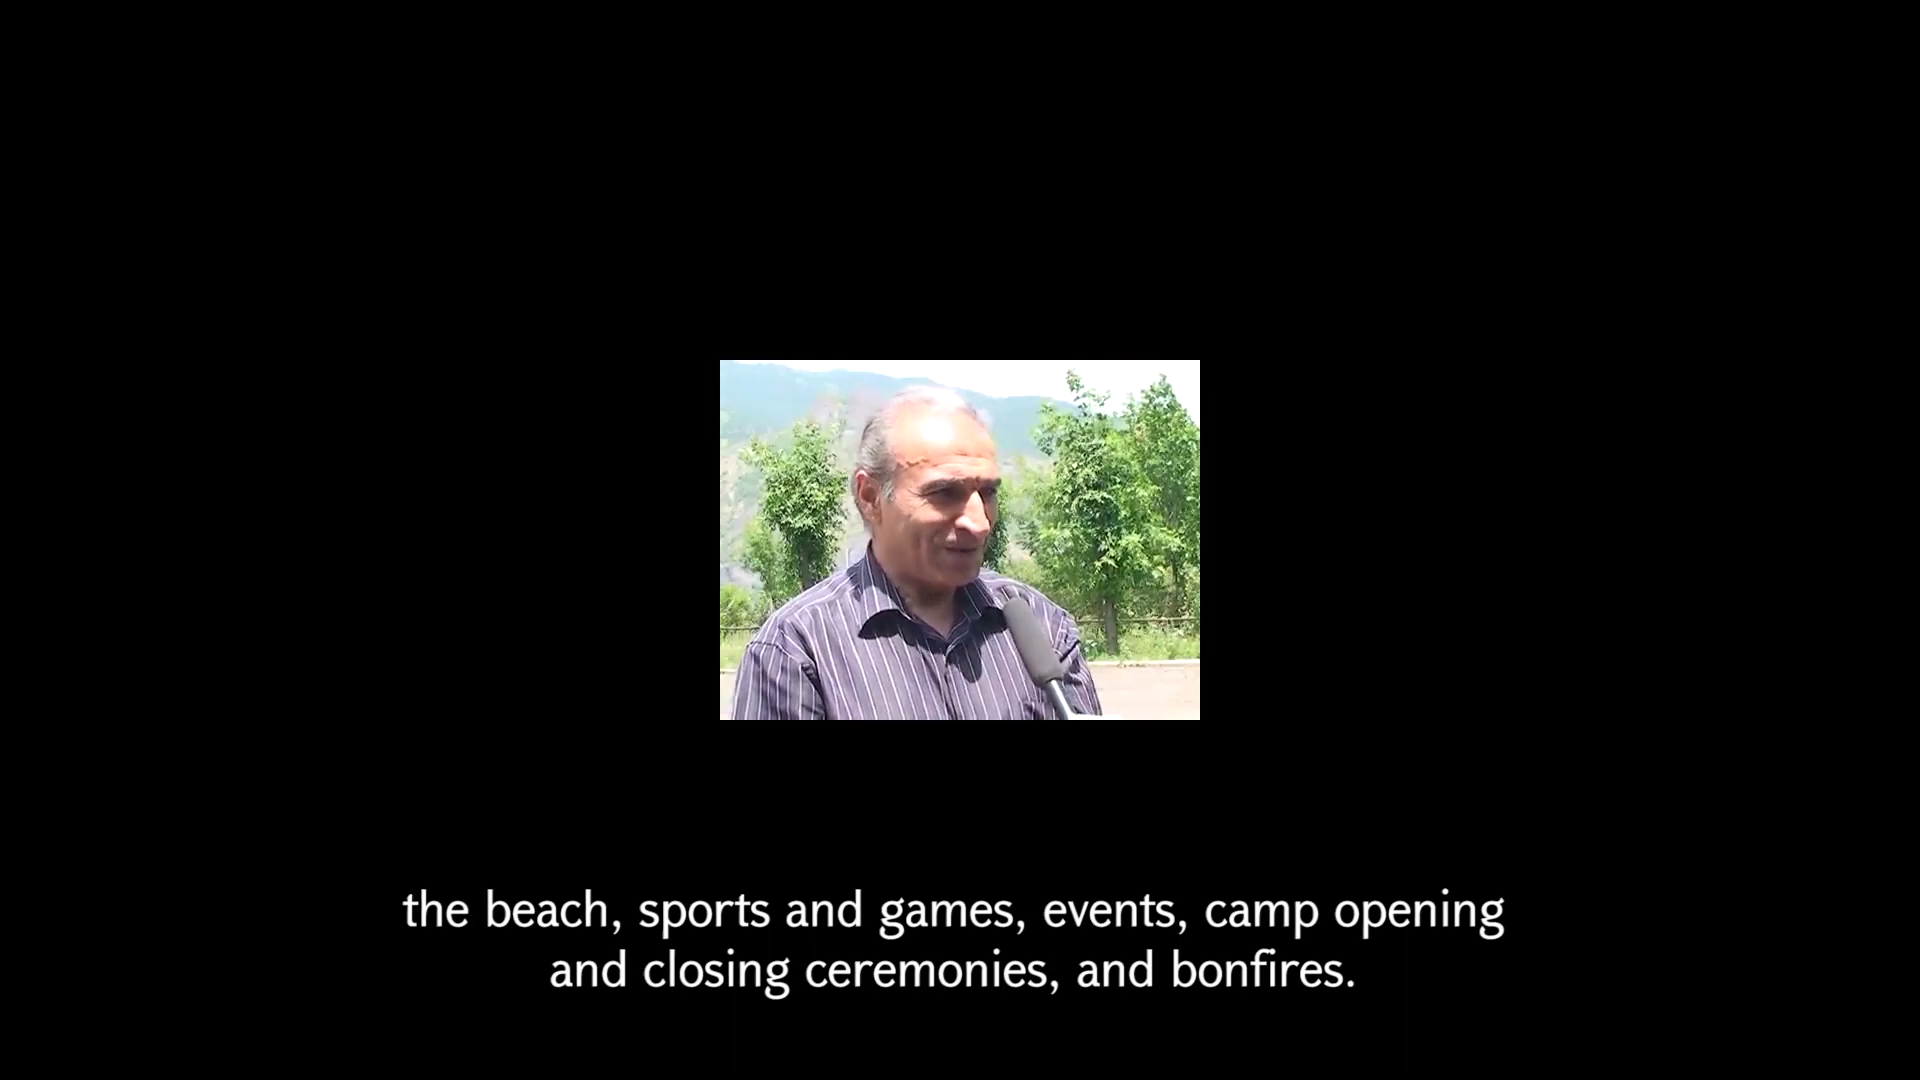 the beach, sports and games, events, camp opening
and closing ceremonies, and bonfires.